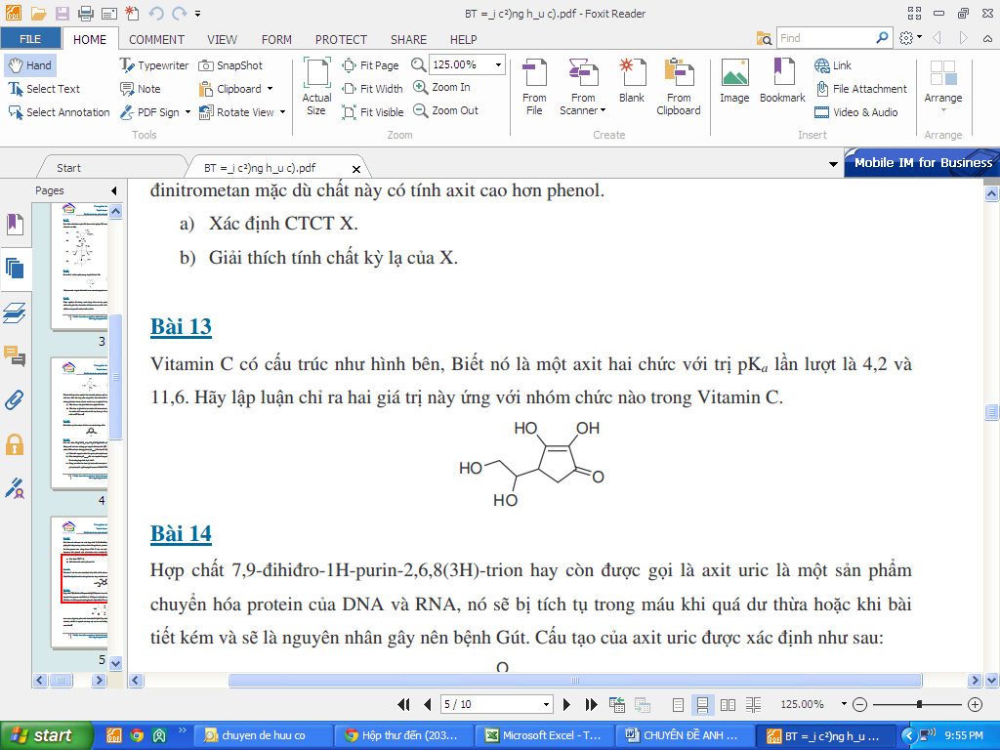 BT =_i c²)ng h_u c).pdf - Foxit Reader
FILE HOME COMMENT VIEW FORM PROTECT SHARE HELP
Find
Hand Typewriter SnapShot Fit Page 125.00% Link
Select Text Note Clipboard Fit Width Zoom In File Attachment
Select Annotation PDF Sign Rotate View Fit Visible Zoom Out Video & Audio
Actual Size
From File
From Scanner
Blank
From Clipboard
Image
Bookmark
Arrange
Tools Zoom Create Insert Arrange
Start BT =_i c²)ng h_u c).pdf Mobile IM for Business
Pages
3
4
5
đinitrometan mặc dù chất này có tính axit cao hơn phenol.
a) Xác định CTCT X.
b) Giải thích tính chất kỳ lạ của X.
Bài 13
Vitamin C có cấu trúc như hình bên, Biết nó là một axit hai chức với trị pKa lần lượt là 4,2 và
11,6. Hãy lập luận chỉ ra hai giá trị này ứng với nhóm chức nào trong Vitamin C.
HO OH
HO
O
HO
Bài 14
Hợp chất 7,9-đihiđro-1H-purin-2,6,8(3H)-trion hay còn được gọi là axit uric là một sản phẩm
chuyển hóa protein của DNA và RNA, nó sẽ bị tích tụ trong máu khi quá dư thừa hoặc khi bài
tiết kém và sẽ là nguyên nhân gây nên bệnh Gút. Cấu tạo của axit uric được xác định như sau:
O
5 / 10 125.00%
start chuyen de huu co Hộp thư đến (203... Microsoft Excel - T... CHUYÊN ĐỀ ANH ... BT =_i c²)ng h_u ... 9:55 PM